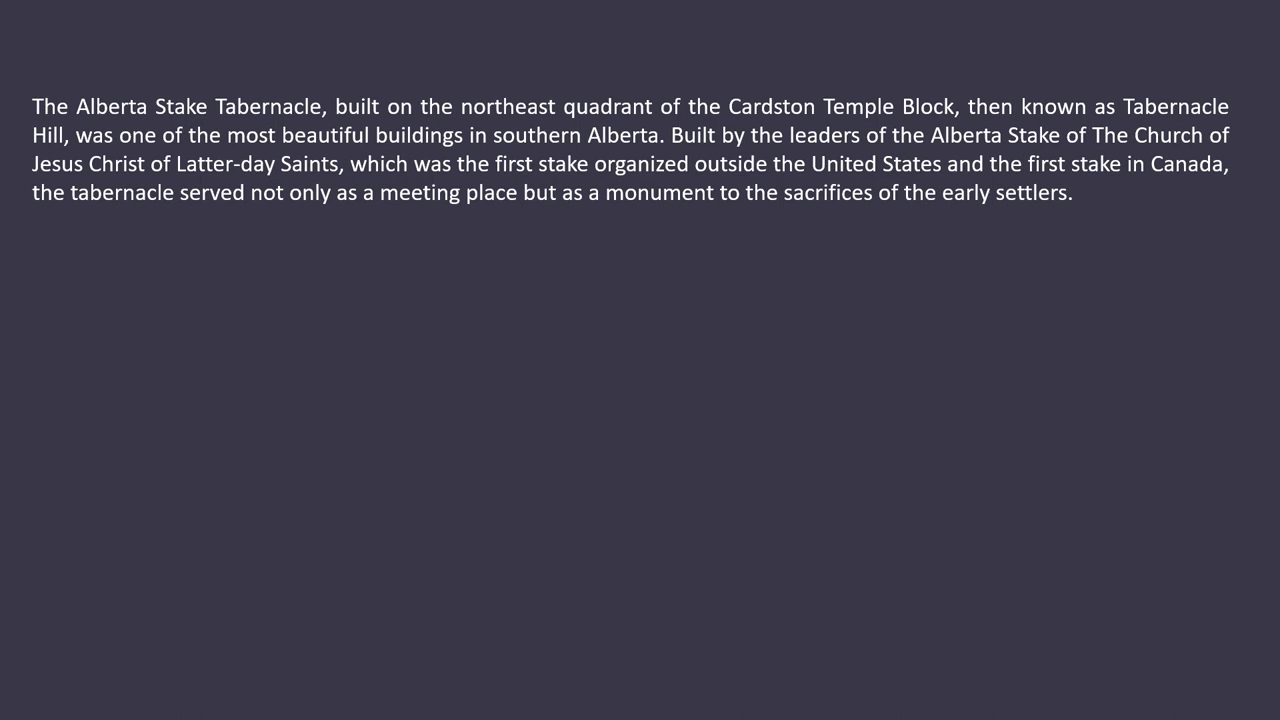 The Alberta Stake Tabernacle, built on the northeast quadrant of the Cardston Temple Block, then known as Tabernacle
Hill, was one of the most beautiful buildings in southern Alberta. Built by the leaders of the Alberta Stake of The Church of
Jesus Christ of Latter-day Saints, which was the first stake organized outside the United States and the first stake in Canada,
the tabernacle served not only as a meeting place but as a monument to the sacrifices of the early settlers.